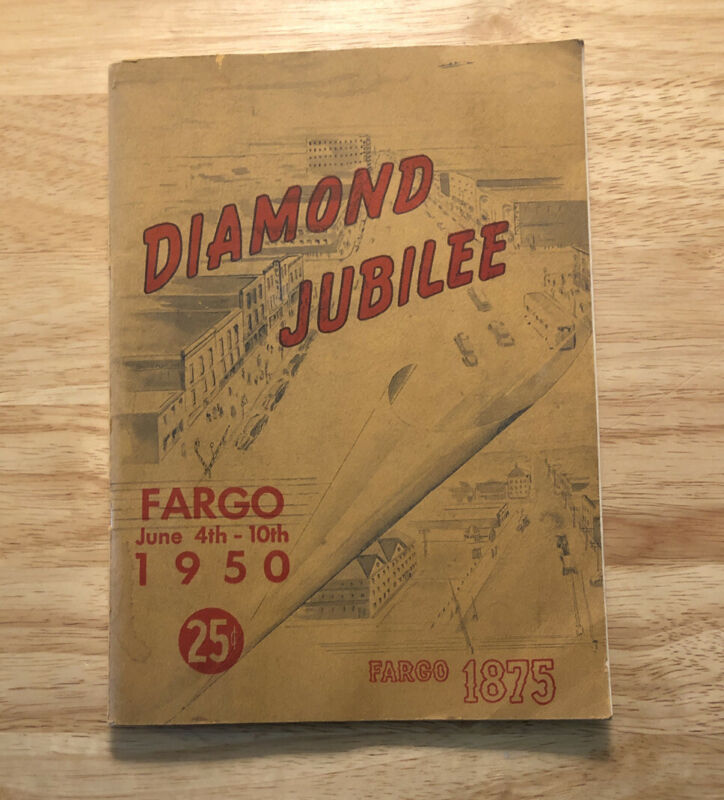 DIAMOND
JUBILEE
FARGO
June 4th - 10th
1950
25¢
FARGO 1875